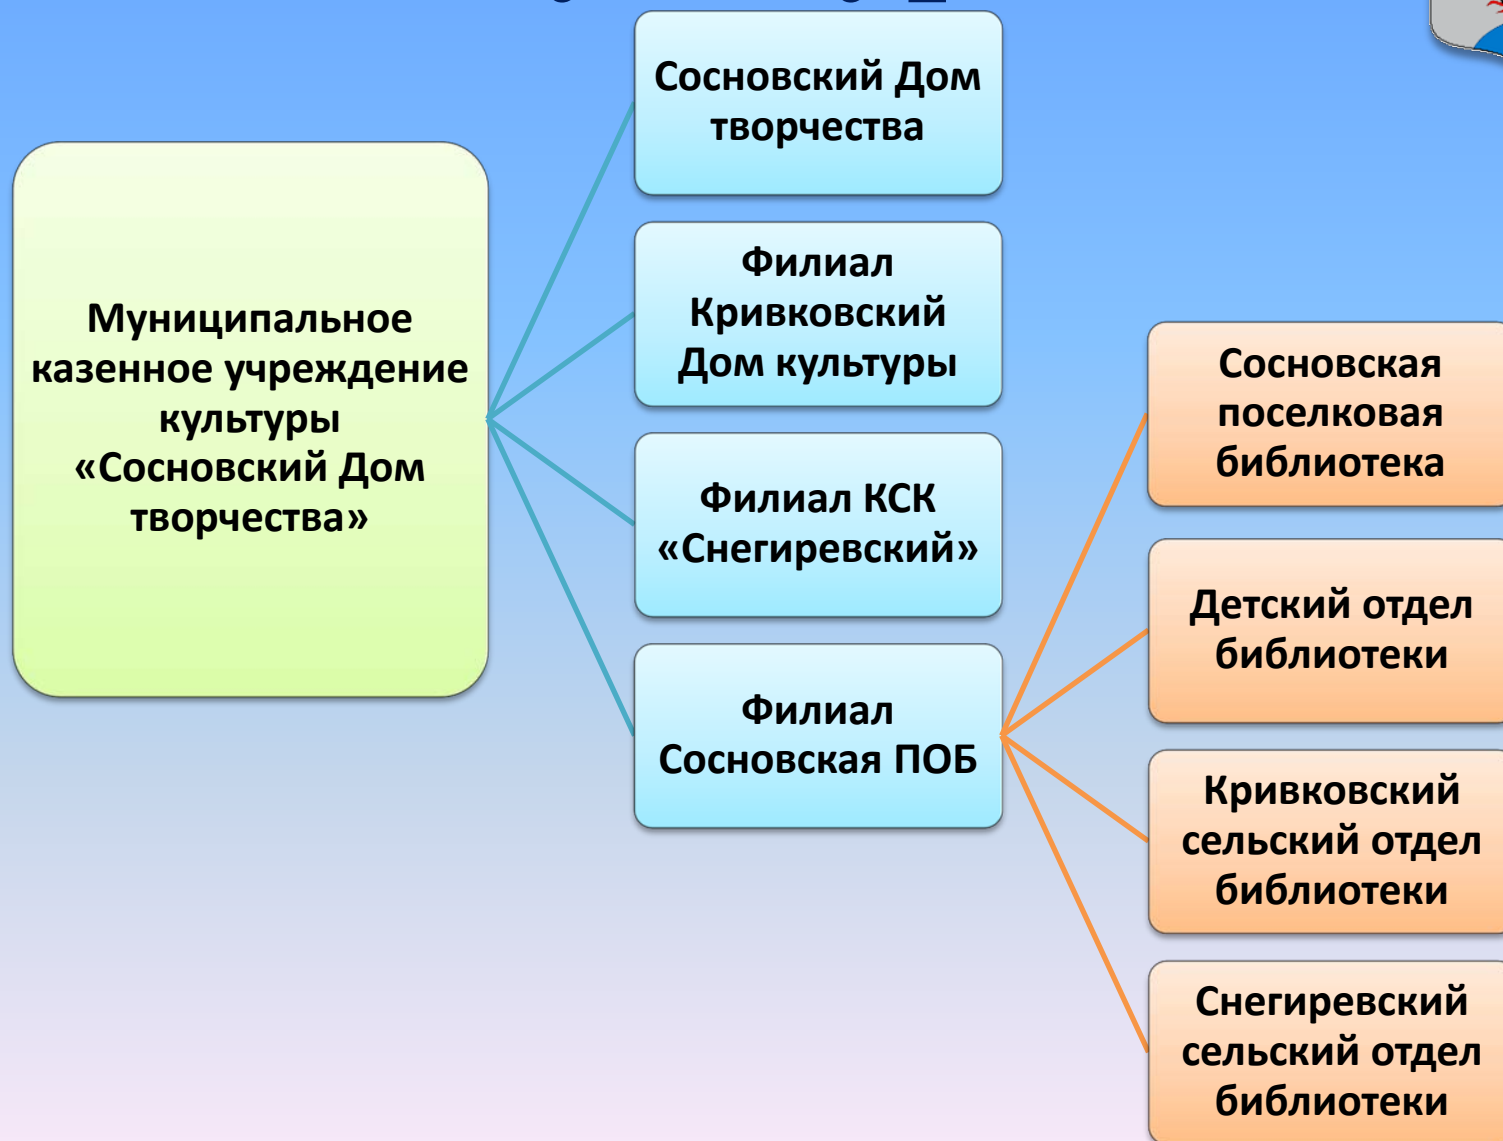 Муниципальное
казенное учреждение
культуры
«Сосновский Дом
творчества»
Сосновский Дом
творчества
Филиал
Кривковский
Дом культуры
Филиал КСК
«Снегиревский»
Филиал
Сосновская ПОБ
Сосновская
поселковая
библиотека
Детский отдел
библиотеки
Кривковский
сельский отдел
библиотеки
Снегиревский
сельский отдел
библиотеки